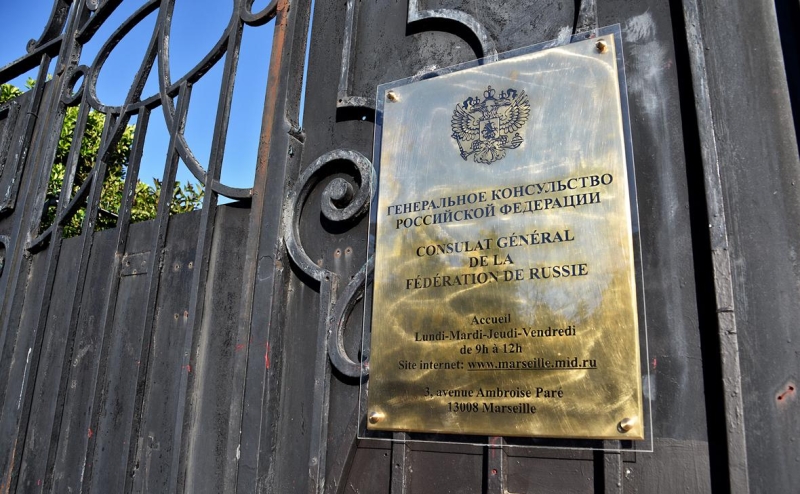 ГЕНЕРАЛЬНОЕ КОНСУЛЬСТВО
РОССИЙСКОЙ ФЕДЕРАЦИИ
CONSULAT GÉNÉRAL
DE LA
FÉDÉRATION DE RUSSIE
Accueil
Lundi-Mardi-Jeudi-Vendredi
de 9h à 12h
Site internet: www.marseille.mid.ru
3, avenue Ambroise Paré
13008 Marseille